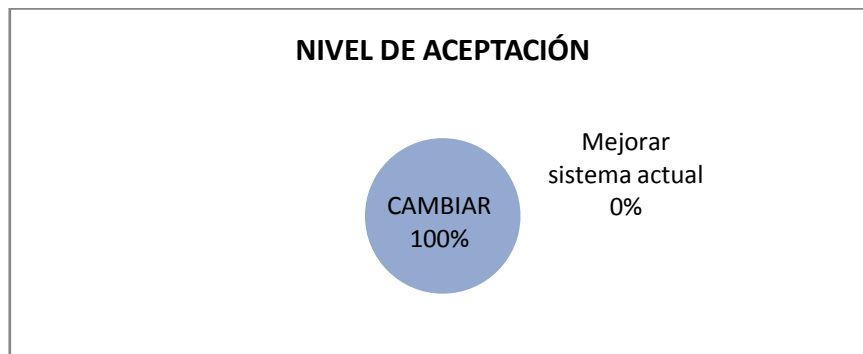 NIVEL DE ACEPTACIÓN
CAMBIAR
100%
Mejorar
sistema actual
0%